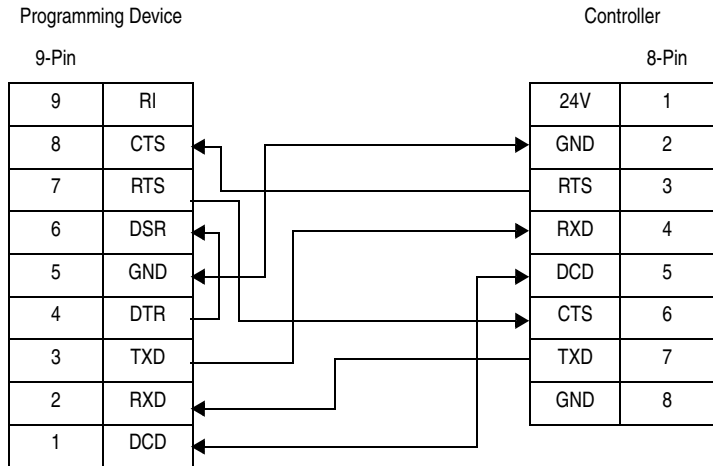 Programming Device Controller
9-Pin 8-Pin
9 RI 24V 1
8 CTS GND 2
7 RTS RTS 3
6 DSR RXD 4
5 GND DCD 5
4 DTR CTS 6
3 TXD TXD 7
2 RXD GND 8
1 DCD